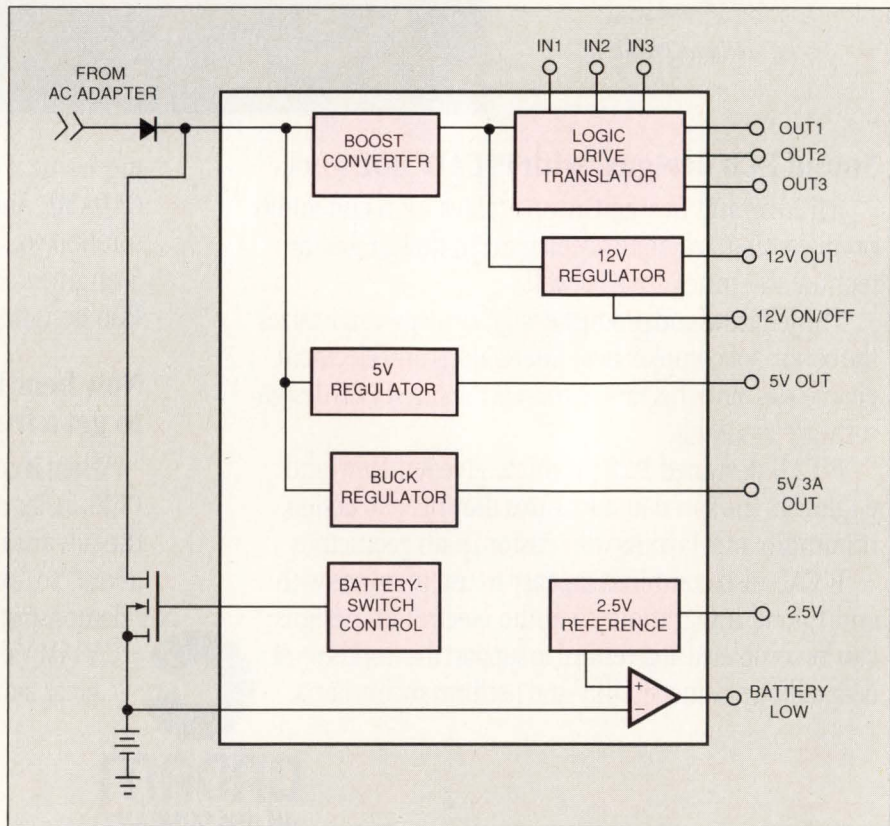 IN1 IN2 IN3
FROM
AC ADAPTER
BOOST
CONVERTER
LOGIC
DRIVE
TRANSLATOR
OUT1
OUT2
OUT3
12V
REGULATOR
12V OUT
12V ON/OFF
5V
REGULATOR
5V OUT
BUCK
REGULATOR
5V 3A
OUT
BATTERY-
SWITCH
CONTROL
2.5V
REFERENCE
2.5V
+
−
BATTERY
LOW